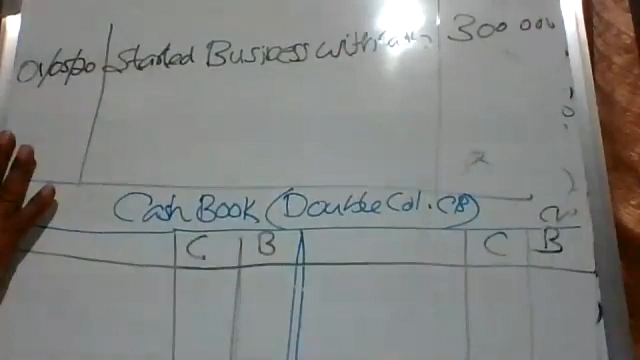 Started Business with cash 300 000
Cash Book (Double Col. CB)
C B C B